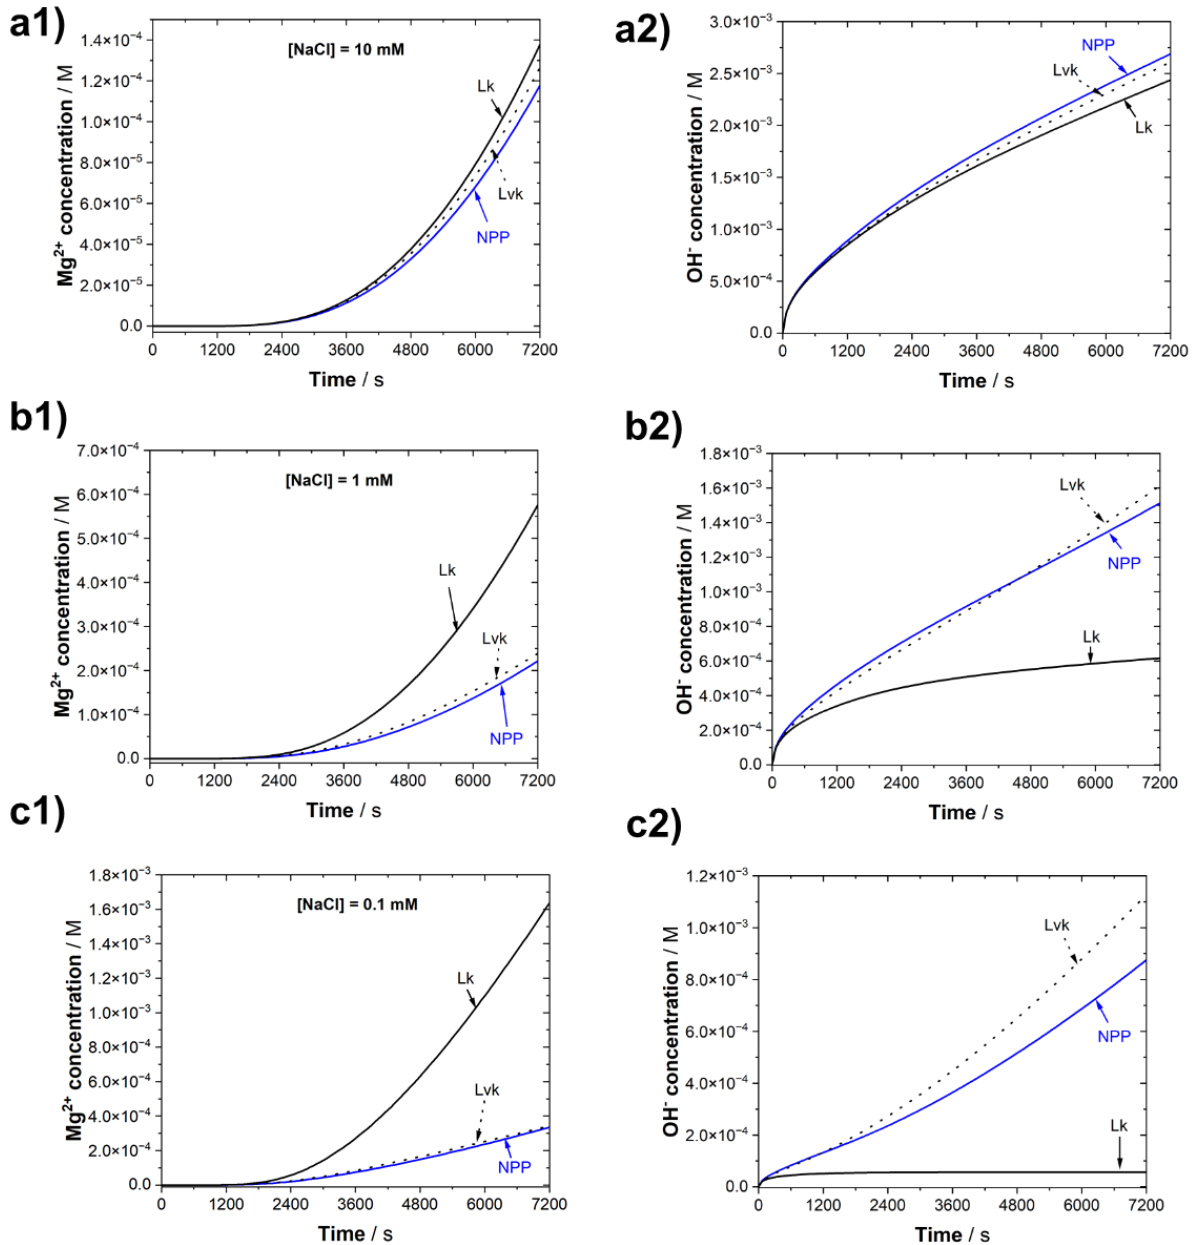 a1)
[NaCl] = 10 mM
Mg2+ concentration / M
1.4×10⁻⁴
1.2×10⁻⁴
1.0×10⁻⁴
8.0×10⁻⁵
6.0×10⁻⁵
4.0×10⁻⁵
2.0×10⁻⁵
0.0
Lk
Lvk
NPP
0 1200 2400 3600 4800 6000 7200
Time / s
a2)
OH⁻ concentration / M
3.0×10⁻³
2.5×10⁻³
2.0×10⁻³
1.5×10⁻³
1.0×10⁻³
5.0×10⁻⁴
0.0
NPP
Lvk
Lk
0 1200 2400 3600 4800 6000 7200
Time / s
b1)
[NaCl] = 1 mM
Mg²⁺ concentration / M
7.0×10⁻⁴
6.0×10⁻⁴
5.0×10⁻⁴
4.0×10⁻⁴
3.0×10⁻⁴
2.0×10⁻⁴
1.0×10⁻⁴
0.0
Lk
Lvk
NPP
0 1200 2400 3600 4800 6000 7200
Time / s
b2)
OH⁻ concentration / M
1.8×10⁻³
1.6×10⁻³
1.4×10⁻³
1.2×10⁻³
1.0×10⁻³
8.0×10⁻⁴
6.0×10⁻⁴
4.0×10⁻⁴
2.0×10⁻⁴
0.0
Lvk
NPP
Lk
0 1200 2400 3600 4800 6000 7200
Time / s
c1)
[NaCl] = 0.1 mM
Mg²⁺ concentration / M
1.8×10⁻³
1.6×10⁻³
1.4×10⁻³
1.2×10⁻³
1.0×10⁻³
8.0×10⁻⁴
6.0×10⁻⁴
4.0×10⁻⁴
2.0×10⁻⁴
0.0
Lk
Lvk
NPP
0 1200 2400 3600 4800 6000 7200
Time / s
c2)
OH⁻ concentration / M
1.2×10⁻³
1.0×10⁻³
8.0×10⁻⁴
6.0×10⁻⁴
4.0×10⁻⁴
2.0×10⁻⁴
0.0
Lvk
NPP
Lk
0 1200 2400 3600 4800 6000 7200
Time / s